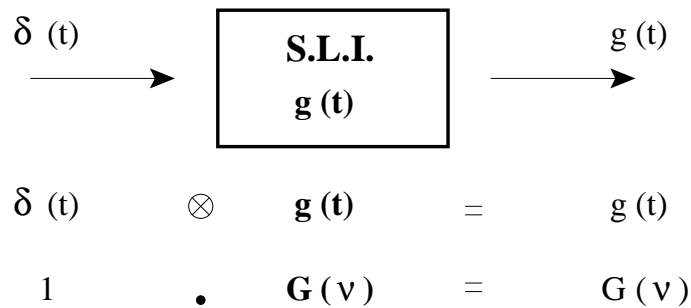 δ (t) S.L.I. g (t)
g (t)
δ (t) ⊗ g (t) = g (t)
1 . G (ν) = G (ν)